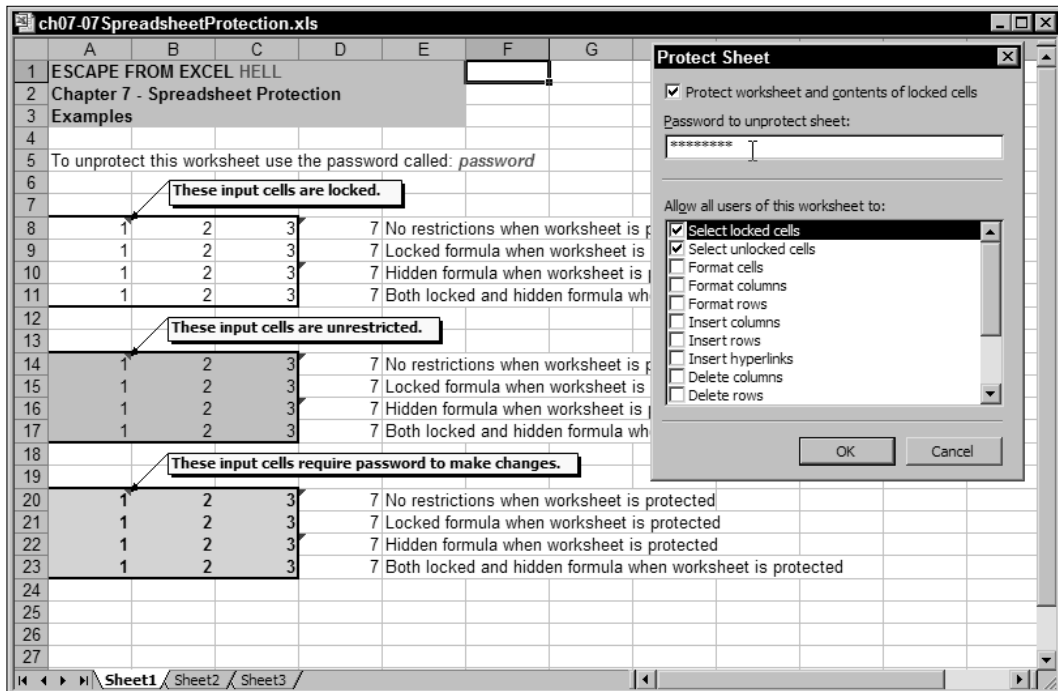 ch07-07SpreadsheetProtection.xls
A B C D E F G
1 ESCAPE FROM EXCEL HELL
2 Chapter 7 - Spreadsheet Protection
3 Examples
4
5 To unprotect this worksheet use the password called: password
6
These input cells are locked.
7
8 1 2 3 7 No restrictions when worksheet is p
9 1 2 3 7 Locked formula when worksheet is
10 1 2 3 7 Hidden formula when worksheet is p
11 1 2 3 7 Both locked and hidden formula wh
12
These input cells are unrestricted.
13
14 1 2 3 7 No restrictions when worksheet is p
15 1 2 3 7 Locked formula when worksheet is
16 1 2 3 7 Hidden formula when worksheet is p
17 1 2 3 7 Both locked and hidden formula wh
18
These input cells require password to make changes.
19
20 1 2 3 7 No restrictions when worksheet is protected
21 1 2 3 7 Locked formula when worksheet is protected
22 1 2 3 7 Hidden formula when worksheet is protected
23 1 2 3 7 Both locked and hidden formula when worksheet is protected
24
25
26
27
Sheet1 / Sheet2 / Sheet3 /
Protect Sheet
Protect worksheet and contents of locked cells
Password to unprotect sheet:
********
Allow all users of this worksheet to:
Select locked cells
Select unlocked cells
Format cells
Format columns
Format rows
Insert columns
Insert rows
Insert hyperlinks
Delete columns
Delete rows
OK Cancel